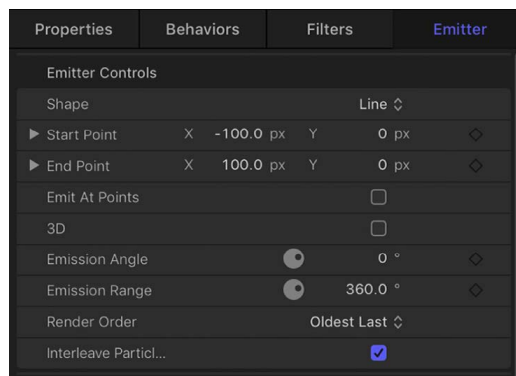 Properties Behaviors Filters Emitter
Emitter Controls
Shape Line
Start Point X -100.0 px Y 0 px
End Point X 100.0 px Y 0 px
Emit At Points
3D
Emission Angle 0 °
Emission Range 360.0 °
Render Order Oldest Last
Interleave Particl...